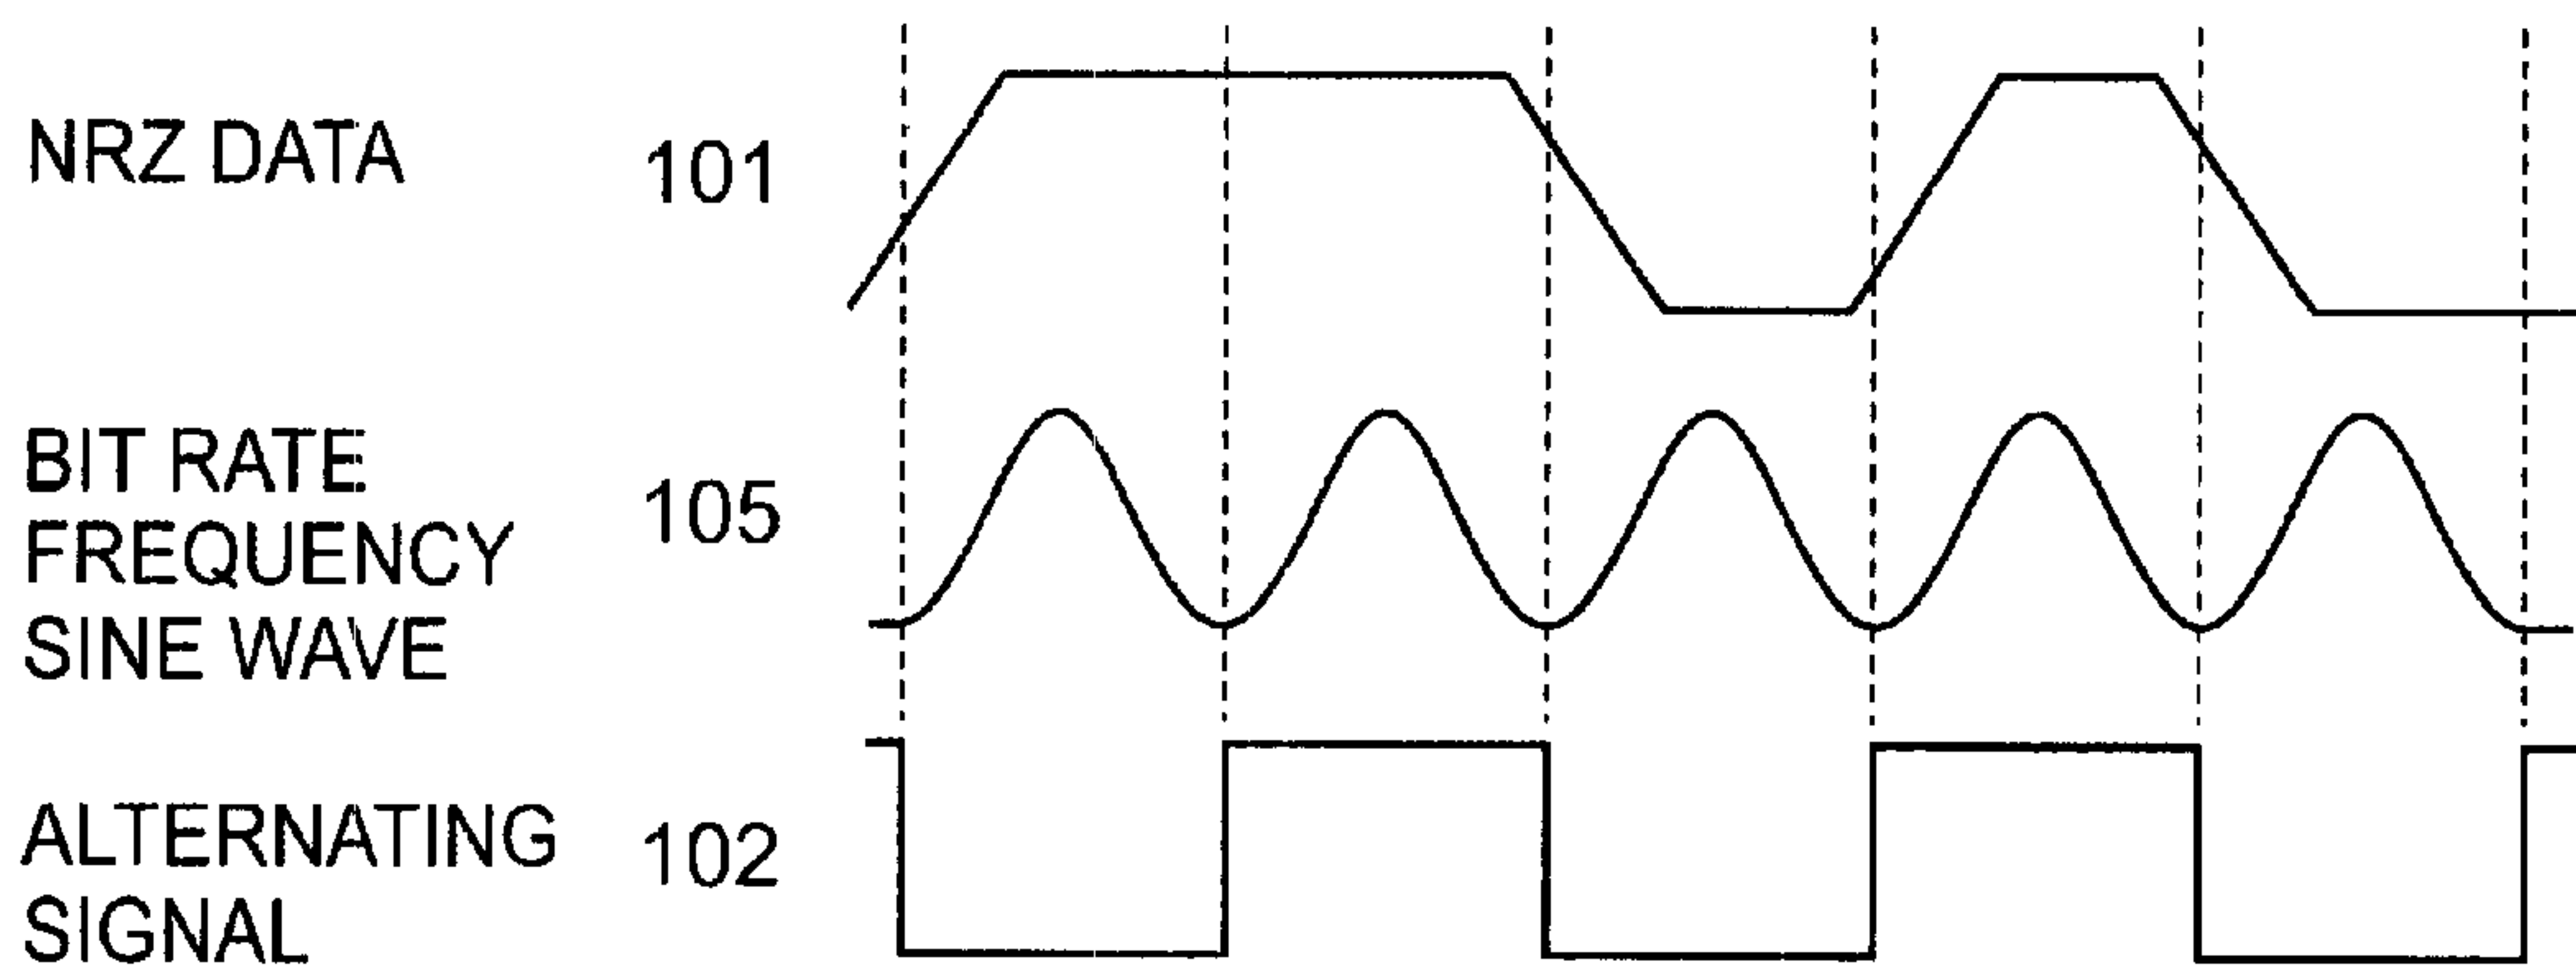 NRZ DATA 101
BIT RATE
FREQUENCY 105
SINE WAVE
ALTERNATING 102
SIGNAL